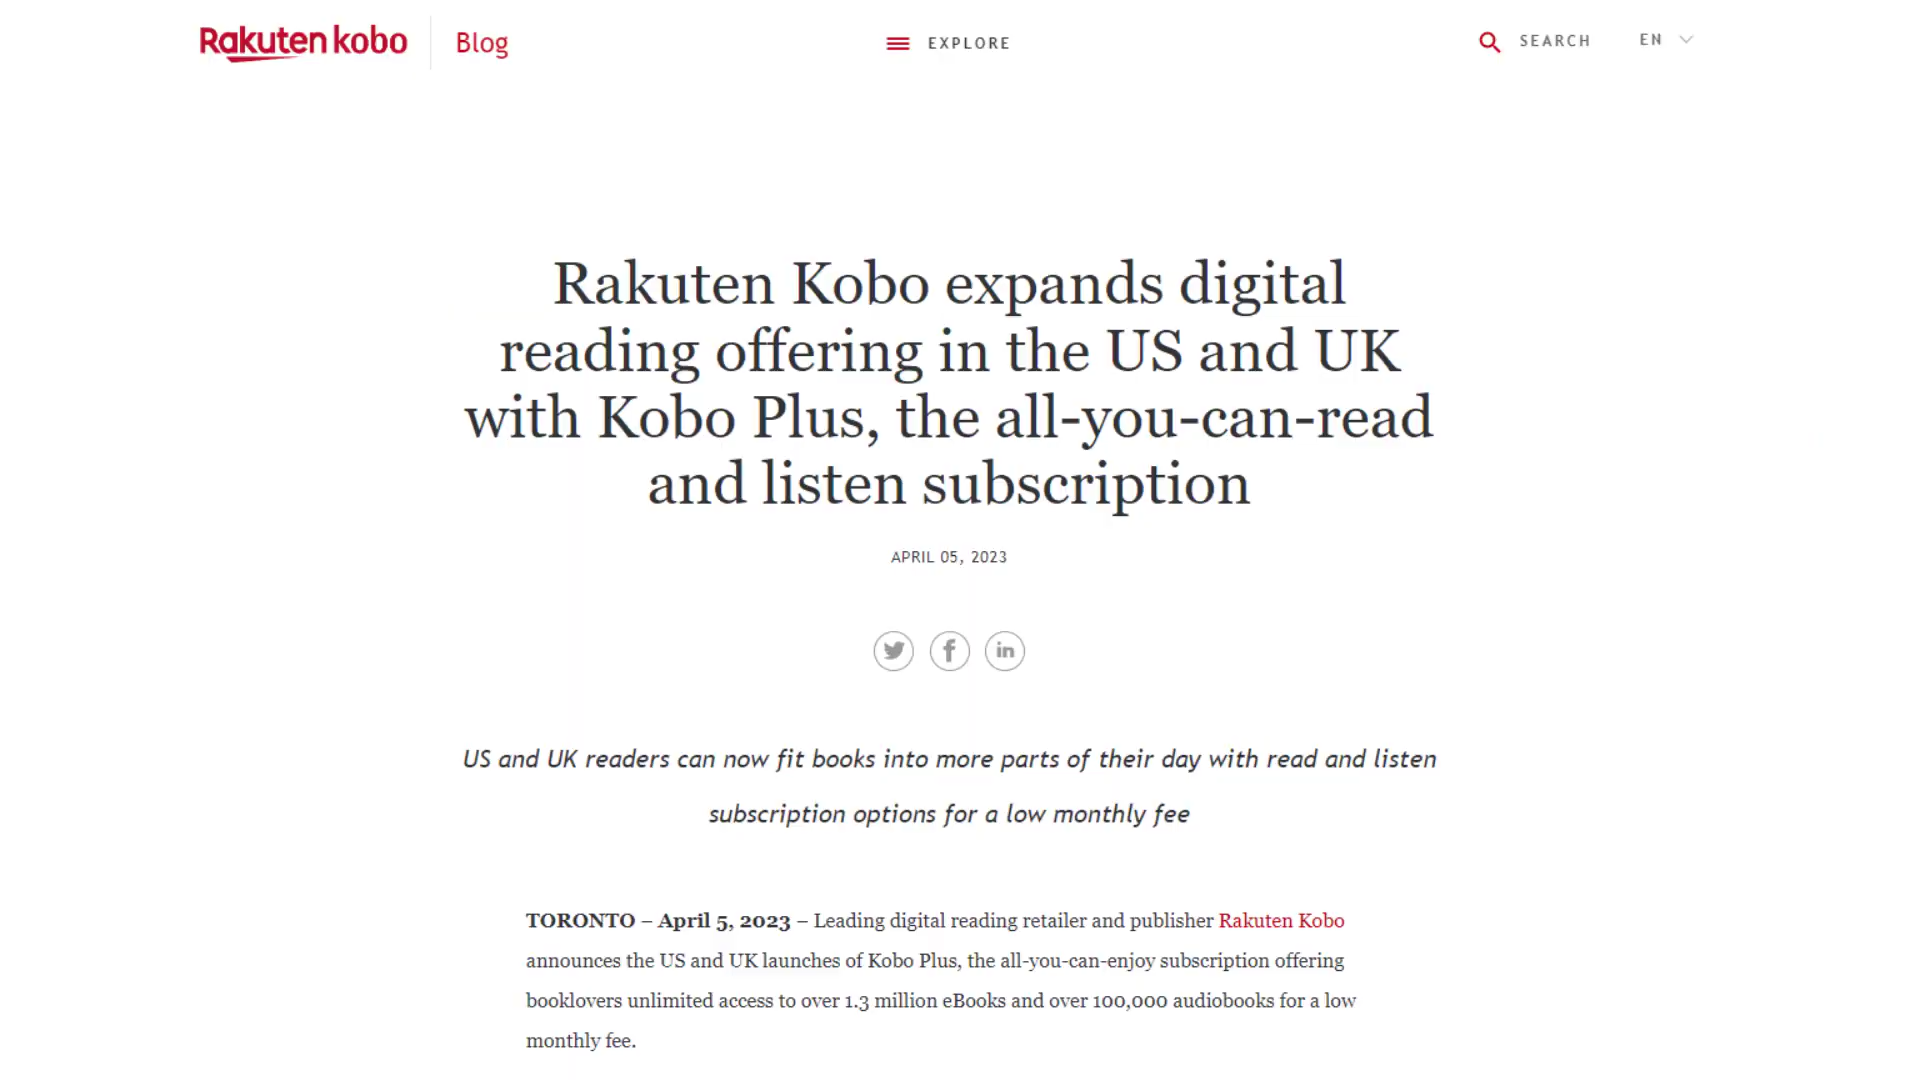 Rakuten kobo
Blog
EXPLORE
SEARCH
EN
Rakuten Kobo expands digital
reading offering in the US and UK
with Kobo Plus, the all-you-can-read
and listen subscription
APRIL 05, 2023
US and UK readers can now fit books into more parts of their day with read and listen
subscription options for a low monthly fee
TORONTO – April 5, 2023 – Leading digital reading retailer and publisher Rakuten Kobo
announces the US and UK launches of Kobo Plus, the all-you-can-enjoy subscription offering
booklovers unlimited access to over 1.3 million eBooks and over 100,000 audiobooks for a low
monthly fee.